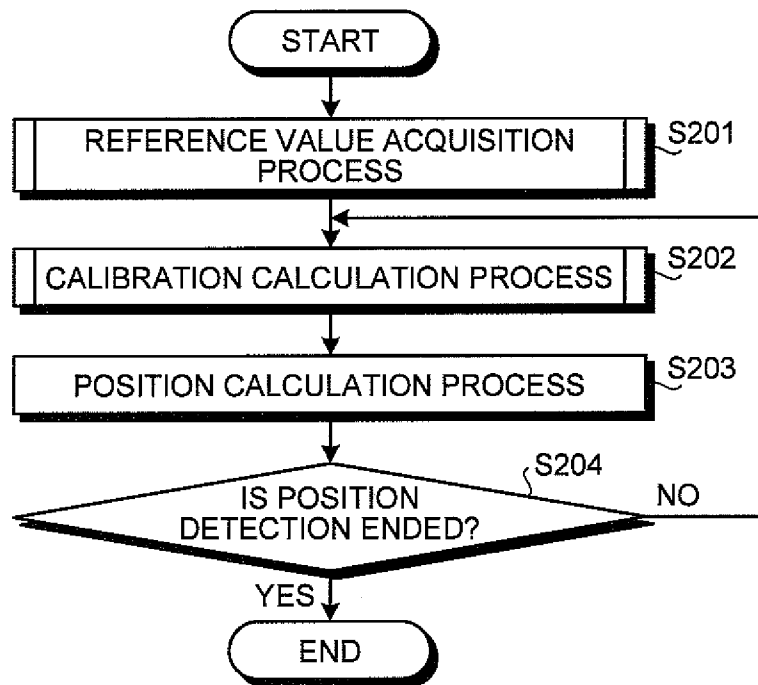 START
REFERENCE VALUE ACQUISITION
PROCESS
S201
CALIBRATION CALCULATION PROCESS
S202
POSITION CALCULATION PROCESS
S203
S204
IS POSITION
DETECTION ENDED?
NO
YES
END